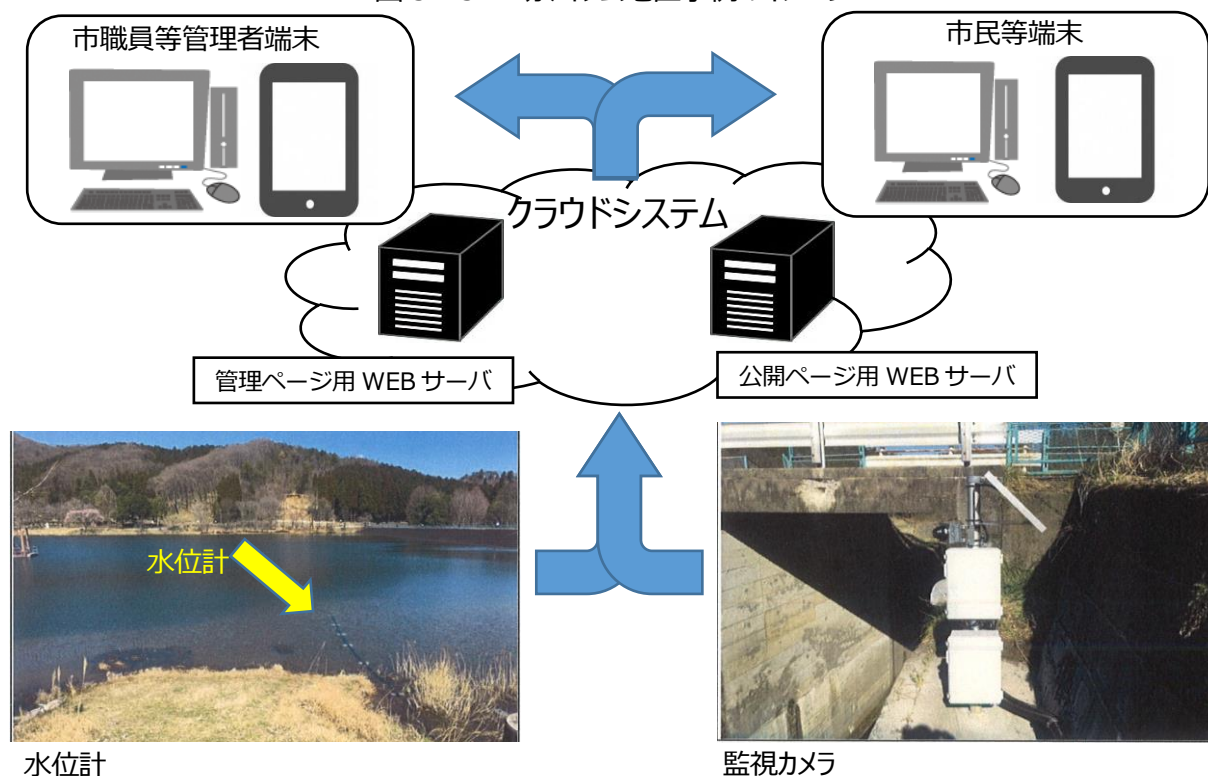 市職員等管理者端末
市民等端末
クラウドシステム
管理ページ用 WEB サーバ
公開ページ用 WEB サーバ
水位計
水位計
監視カメラ